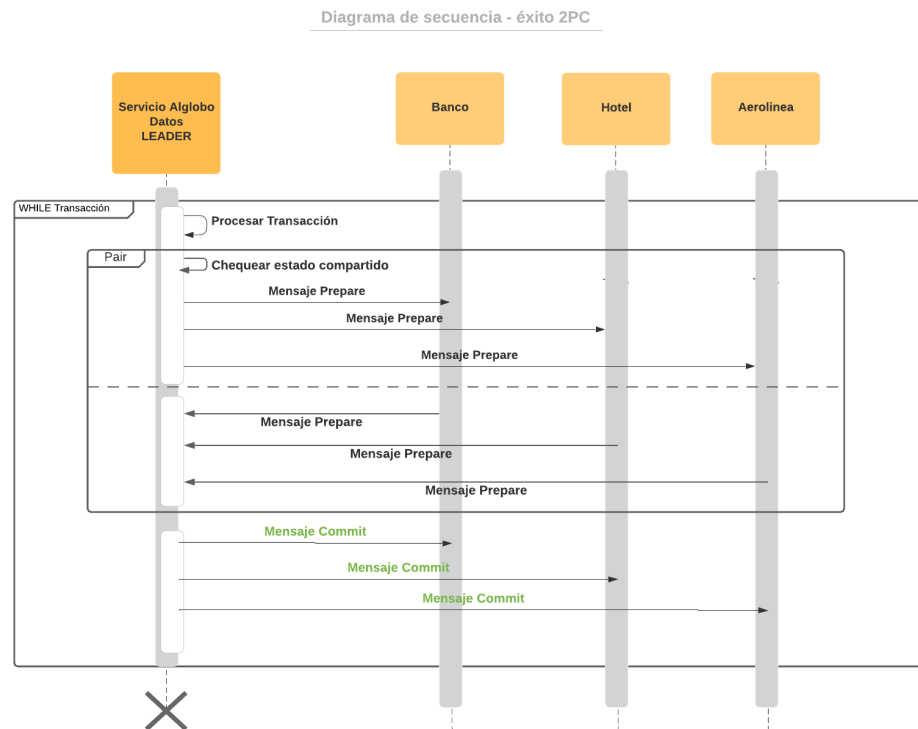 Diagrama de secuencia - éxito 2PC
Servicio Alglobo
Datos
LEADER
Banco
Hotel
Aerolinea
WHILE Transacción
Procesar Transacción
Pair
Chequear estado compartido
Mensaje Prepare
Mensaje Prepare
Mensaje Prepare
Mensaje Prepare
Mensaje Prepare
Mensaje Prepare
Mensaje Commit
Mensaje Commit
Mensaje Commit